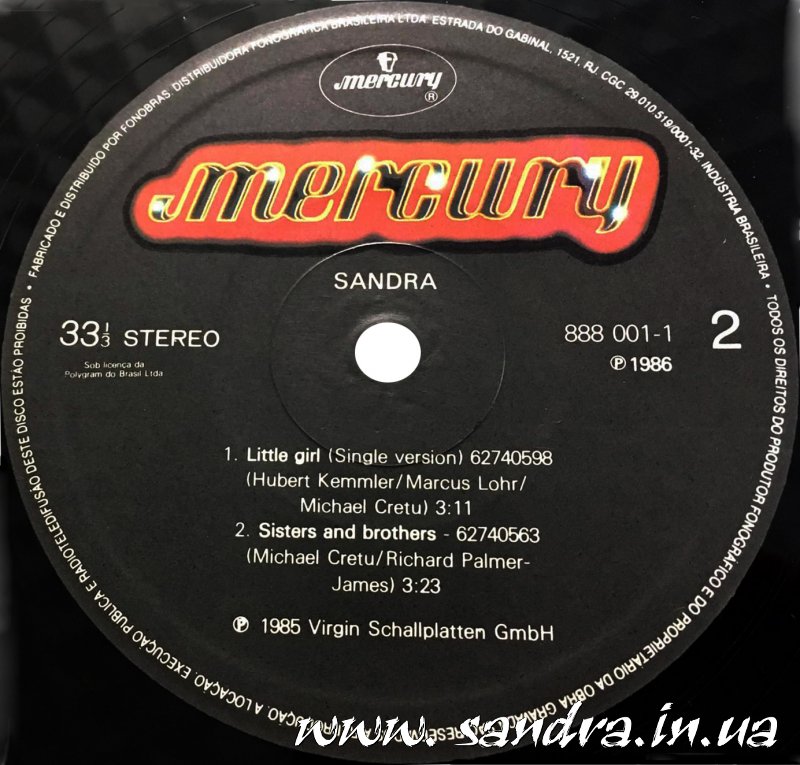 FABRICADO E DISTRIBUIDO POR FONOBRAS. DISTRIBUIDORA FONOGRÁFICA BRASILEIRA LTDA. ESTRADA DO GABINAL, 1521, RJ. CGC 29 010 519/0001-32. INDÚSTRIA BRASILEIRA • TODOS OS DIREITOS DO PRODUTOR FONOGRÁFICO E DO PROPRIETÁRIO DA OBRA A LOCAÇÃO, EXECUÇÃO PÚBLICA E RADIOTELEDIFUSÃO DESTE DISCO ESTÃO PROIBIDAS •
mercury ®
mercury
SANDRA
33 1/3 STEREO
888 001-1 2
Sob licença da
Polygram do Brasil Ltda
℗ 1986
1. Little girl (Single version) 62740598
(Hubert Kemmler/Marcus Lohr/
Michael Cretu) 3:11
2. Sisters and brothers - 62740563
(Michael Cretu/Richard Palmer-
James) 3:23
℗ 1985 Virgin Schallplatten GmbH
www.sandra.in.ua